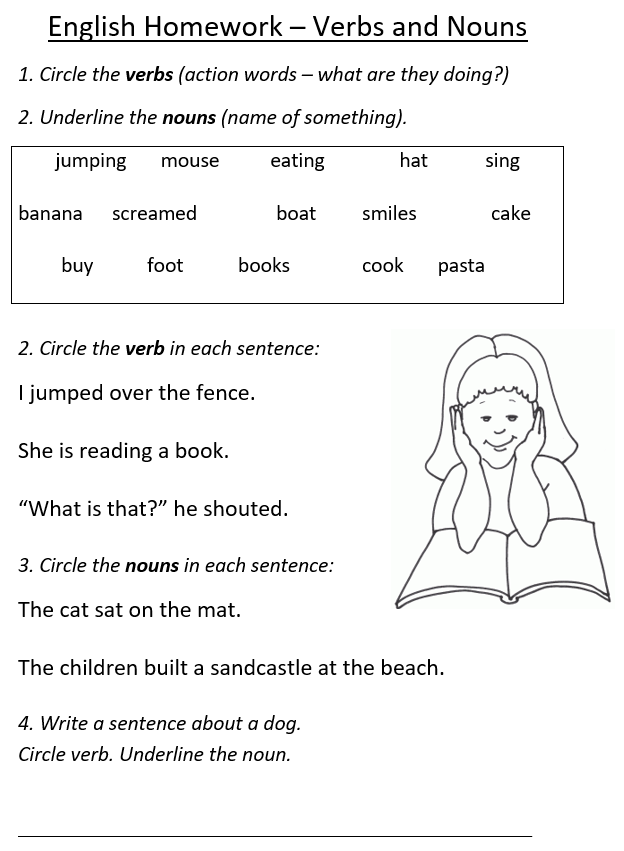 English Homework – Verbs and Nouns
1. Circle the verbs (action words – what are they doing?)
2. Underline the nouns (name of something).
jumping mouse eating hat sing
banana screamed boat smiles cake
buy foot books cook pasta
2. Circle the verb in each sentence:
I jumped over the fence.
She is reading a book.
“What is that?” he shouted.
3. Circle the nouns in each sentence:
The cat sat on the mat.
The children built a sandcastle at the beach.
4. Write a sentence about a dog.
Circle verb. Underline the noun.